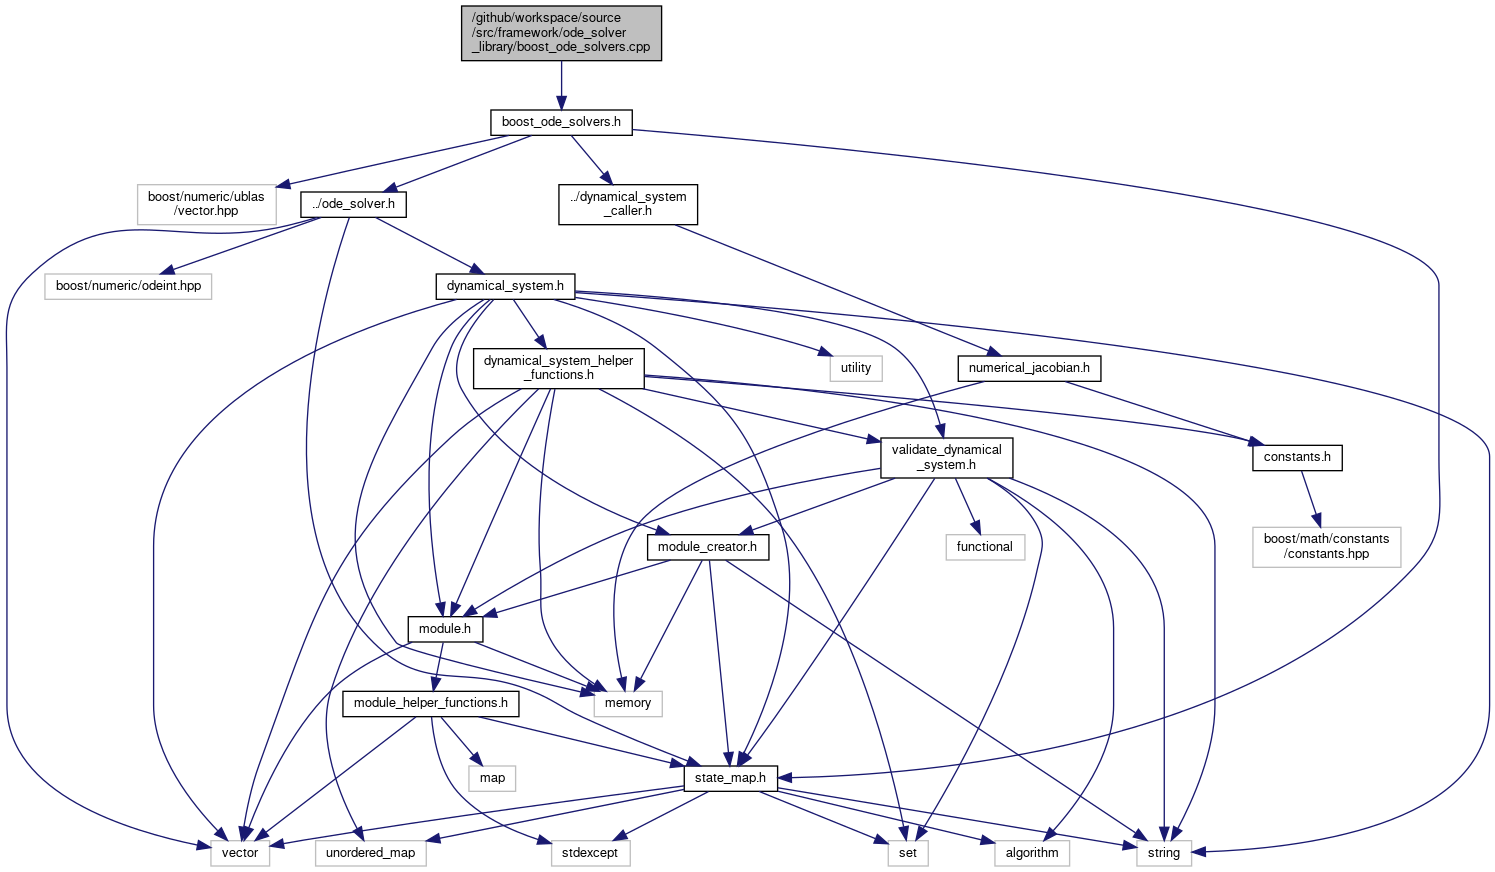 /github/workspace/source
/src/framework/ode_solver
_library/boost_ode_solvers.cpp
boost_ode_solvers.h
boost/numeric/ublas
/vector.hpp
../ode_solver.h
../dynamical_system
_caller.h
boost/numeric/odeint.hpp
dynamical_system.h
dynamical_system_helper
_functions.h
utility
numerical_jacobian.h
validate_dynamical
_system.h
constants.h
module_creator.h
functional
boost/math/constants
/constants.hpp
module.h
module_helper_functions.h
memory
map
state_map.h
vector
unordered_map
stdexcept
set
algorithm
string